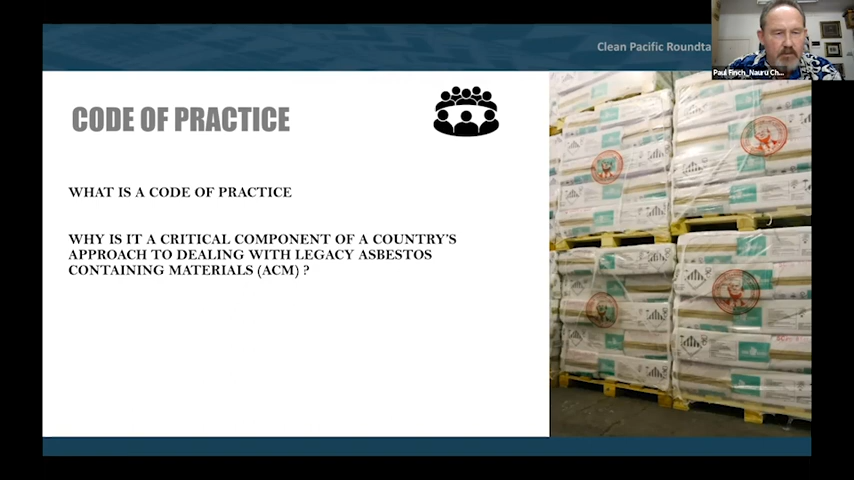 Clean Pacific Roundta
Paul Finch_Nauru Ch...
CODE OF PRACTICE
WHAT IS A CODE OF PRACTICE
WHY IS IT A CRITICAL COMPONENT OF A COUNTRY'S
APPROACH TO DEALING WITH LEGACY ASBESTOS
CONTAINING MATERIALS (ACM) ?